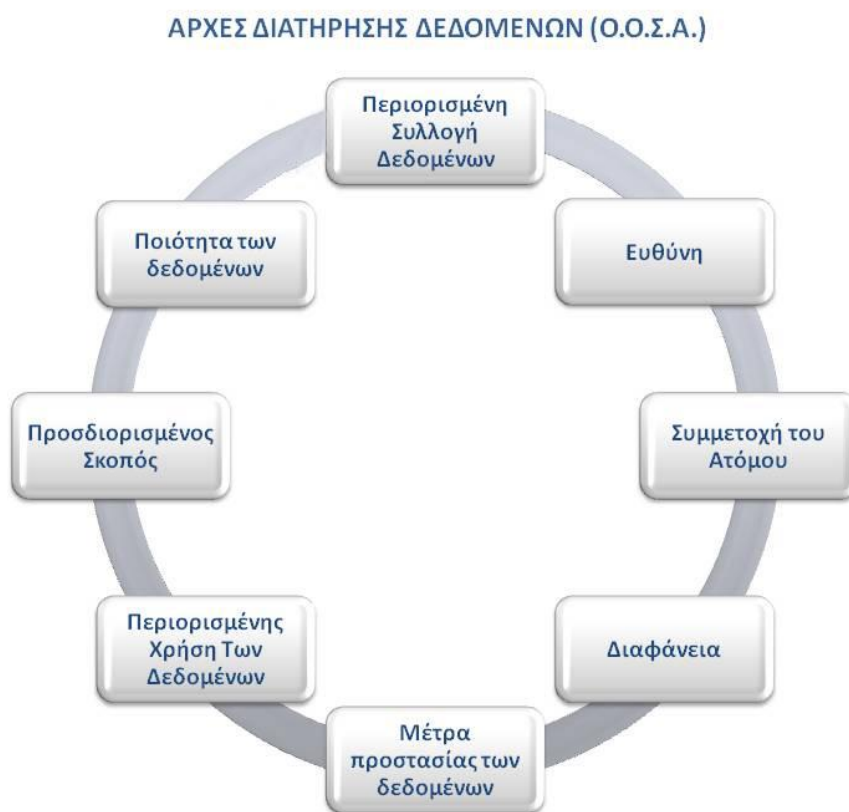 ΑΡΧΕΣ ΔΙΑΤΗΡΗΣΗΣ ΔΕΔΟΜΕΝΩΝ (Ο.Ο.Σ.Α.)
Περιορισμένη
Συλλογή
Δεδομένων
Ευθύνη
Συμμετοχή του
Ατόμου
Διαφάνεια
Μέτρα
προστασίας των
δεδομένων
Περιορισμένης
Χρήση Των
Δεδομένων
Προσδιορισμένος
Σκοπός
Ποιότητα των
δεδομένων